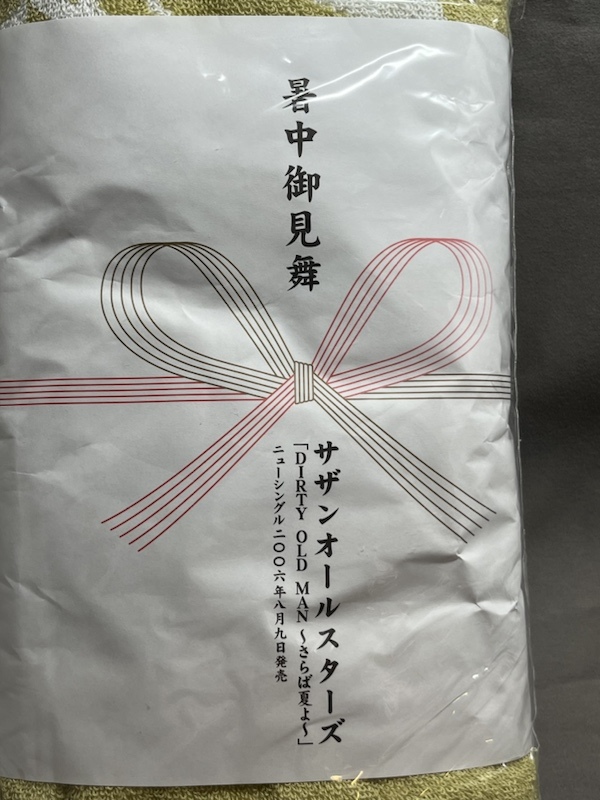 暑中御見舞
サザンオールスターズ
「DIRTY OLD MAN 〜さらば夏よ〜」
ニューシングル 二〇〇六年八月九日発売